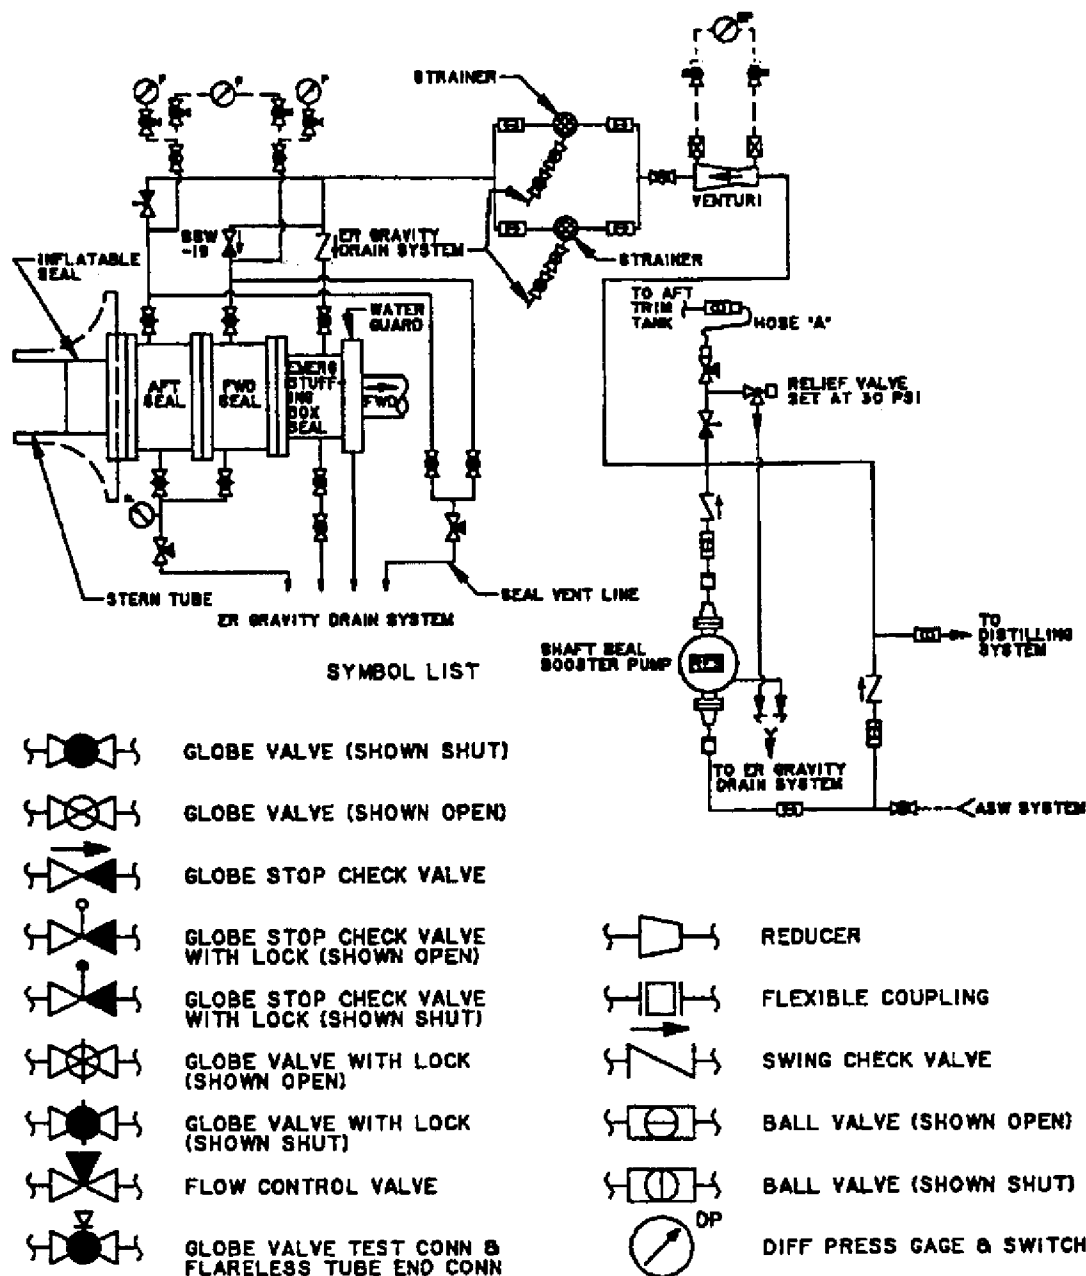 DP
P
P
P
STRAINER
VENTURI
SSW
-19
ER GRAVITY
DRAIN SYSTEM
STRAINER
INFLATABLE
SEAL
WATER
GUARD
TO AFT
TRIM
TANK
HOSE "A"
AFT
SEAL
FWD
SEAL
EMERG
STUFF-
ING
BOX
SEAL
FWD
RELIEF VALVE
SET AT 30 PSI
P
STERN TUBE
SEAL VENT LINE
ER GRAVITY DRAIN SYSTEM
SHAFT SEAL
BOOSTER PUMP
TO
DISTILLING
SYSTEM
TO ER GRAVITY
DRAIN SYSTEM
ASW SYSTEM
SYMBOL LIST
GLOBE VALVE (SHOWN SHUT)
GLOBE VALVE (SHOWN OPEN)
GLOBE STOP CHECK VALVE
GLOBE STOP CHECK VALVE
WITH LOCK (SHOWN OPEN)
GLOBE STOP CHECK VALVE
WITH LOCK (SHOWN SHUT)
GLOBE VALVE WITH LOCK
(SHOWN OPEN)
GLOBE VALVE WITH LOCK
(SHOWN SHUT)
FLOW CONTROL VALVE
GLOBE VALVE TEST CONN &
FLARELESS TUBE END CONN
REDUCER
FLEXIBLE COUPLING
SWING CHECK VALVE
BALL VALVE (SHOWN OPEN)
BALL VALVE (SHOWN SHUT)
DP
DIFF PRESS GAGE & SWITCH